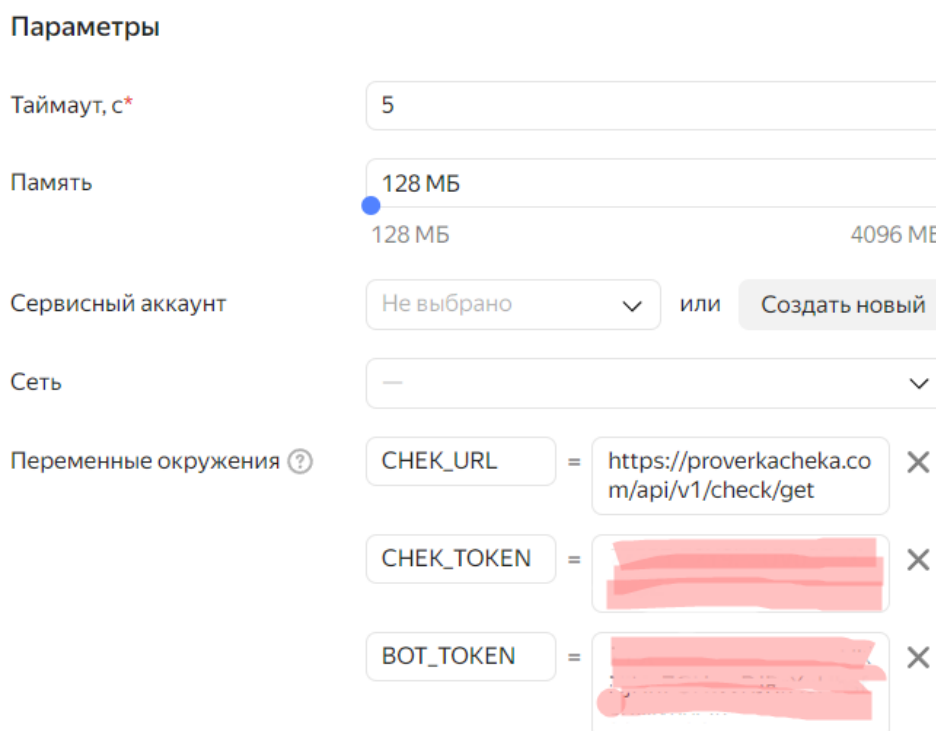 Параметры
Таймаут, с*
5
Память
128 МБ
128 МБ
4096 МБ
Сервисный аккаунт
Не выбрано
или
Создать новый
Сеть
—
Переменные окружения ?
CHEK_URL
=
https://proverkacheka.co
m/api/v1/check/get
CHEK_TOKEN
=
BOT_TOKEN
=